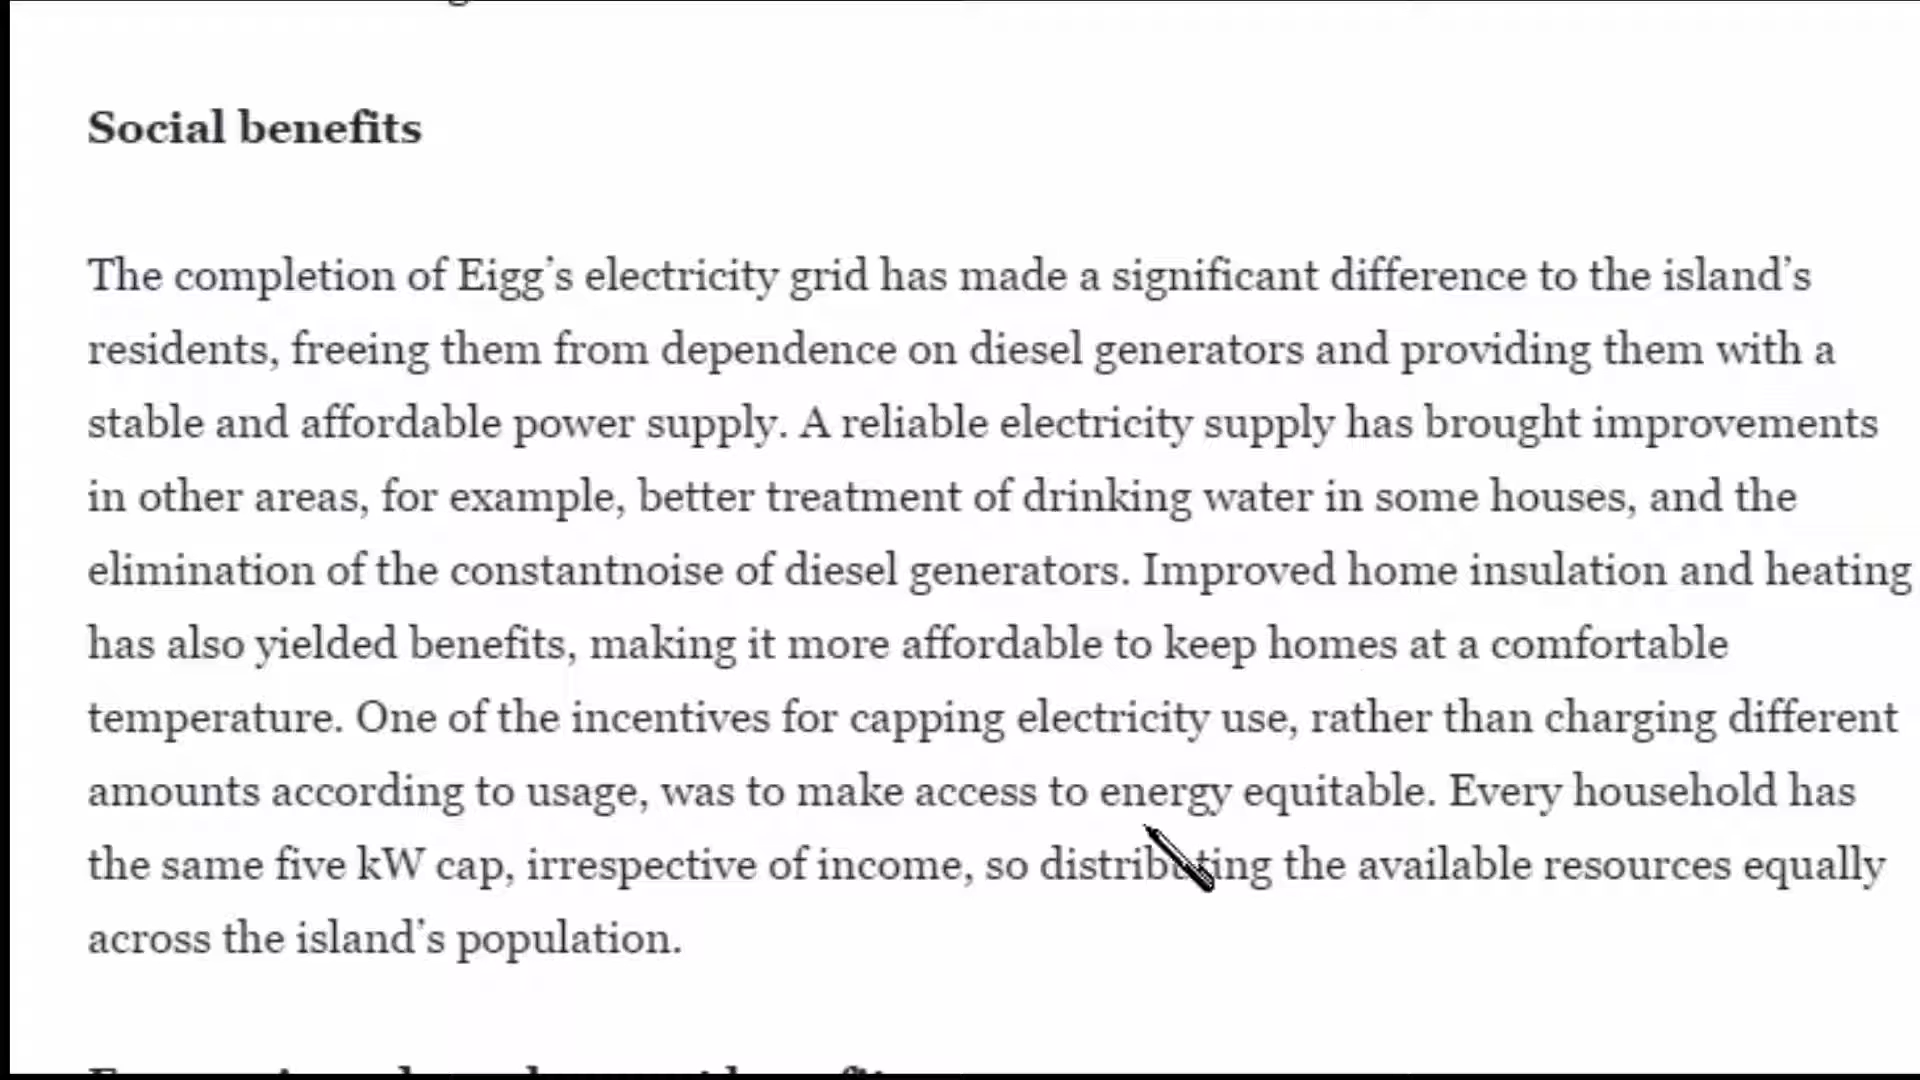 Social benefits
The completion of Eigg’s electricity grid has made a significant difference to the island’s
residents, freeing them from dependence on diesel generators and providing them with a
stable and affordable power supply. A reliable electricity supply has brought improvements
in other areas, for example, better treatment of drinking water in some houses, and the
elimination of the constantnoise of diesel generators. Improved home insulation and heating
has also yielded benefits, making it more affordable to keep homes at a comfortable
temperature. One of the incentives for capping electricity use, rather than charging different
amounts according to usage, was to make access to energy equitable. Every household has
the same five kW cap, irrespective of income, so distributing the available resources equally
across the island’s population.